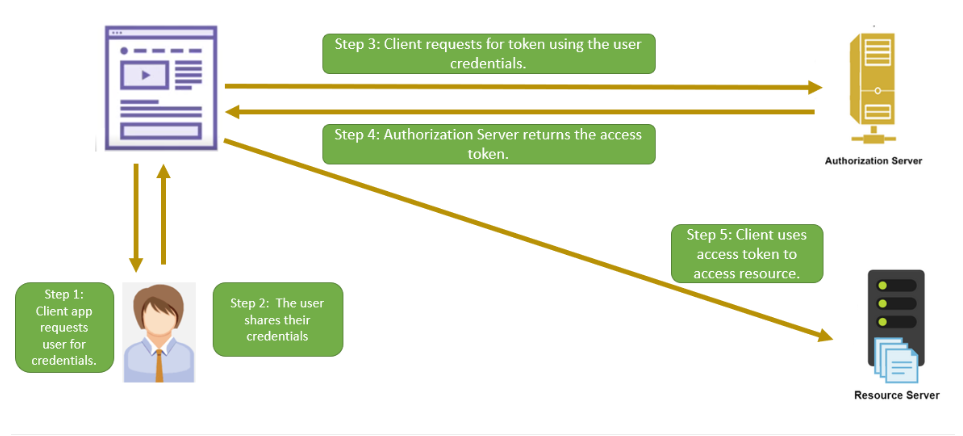 Step 3: Client requests for token using the user
credentials.
Step 4: Authorization Server returns the access
token.
Authorization Server
Step 5: Client uses
access token to
access resource.
Step 1:
Client app
requests
user for
credentials.
Step 2:  The user
shares their
credentials
Resource Server